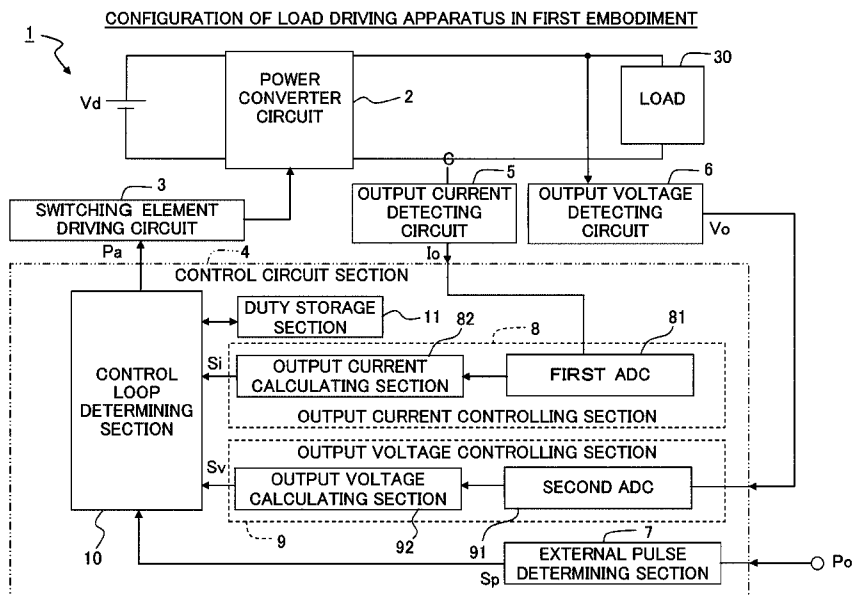 CONFIGURATION OF LOAD DRIVING APPARATUS IN FIRST EMBODIMENT
1
30
POWER
CONVERTER
CIRCUIT
2
LOAD
Vd
3
5
6
SWITCHING ELEMENT
DRIVING CIRCUIT
OUTPUT CURRENT
DETECTING
CIRCUIT
OUTPUT VOLTAGE
DETECTING
CIRCUIT
Vo
Pa
Io
4
CONTROL CIRCUIT SECTION
DUTY STORAGE
SECTION
11
82
8
81
Si
OUTPUT CURRENT
CALCULATING SECTION
FIRST ADC
CONTROL
LOOP
DETERMINING
SECTION
OUTPUT CURRENT CONTROLLING SECTION
OUTPUT VOLTAGE CONTROLLING SECTION
Sv
OUTPUT VOLTAGE
CALCULATING SECTION
SECOND ADC
10
9
92
91
7
EXTERNAL PULSE
DETERMINING SECTION
Sp
Po